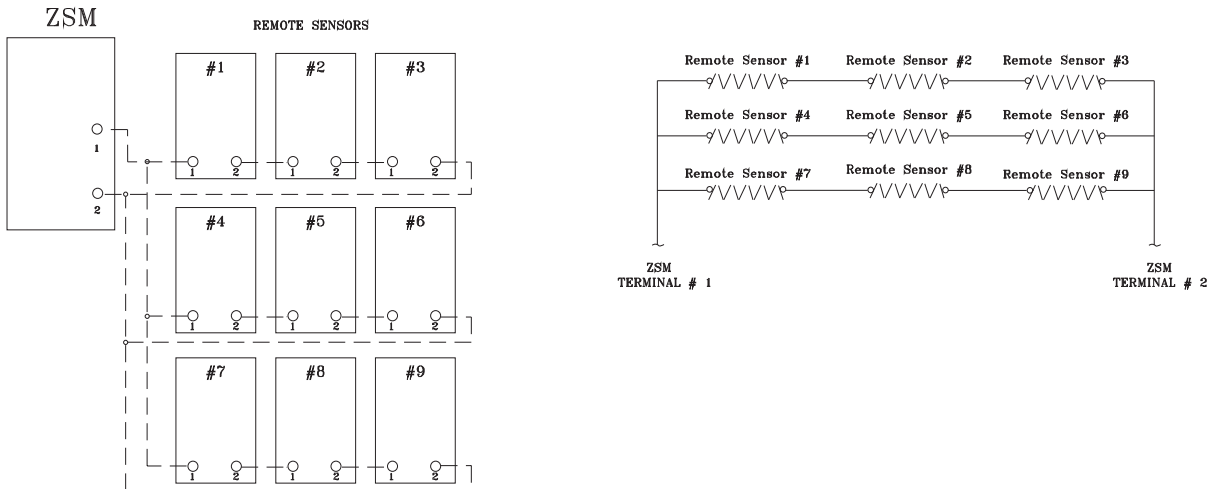 ZSM
REMOTE SENSORS
#1 #2 #3
1
1 2 1 2 1 2
2
#4 #5 #6
1 2 1 2 1 2
#7 #8 #9
1 2 1 2 1 2
Remote Sensor #1 Remote Sensor #2 Remote Sensor #3
Remote Sensor #4 Remote Sensor #5 Remote Sensor #6
Remote Sensor #7 Remote Sensor #8 Remote Sensor #9
ZSM
TERMINAL # 1
ZSM
TERMINAL # 2